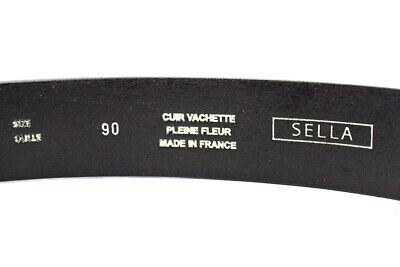 SIZE
TAILLE
90
CUIR VACHETTE
PLEINE FLEUR
MADE IN FRANCE
SELLA